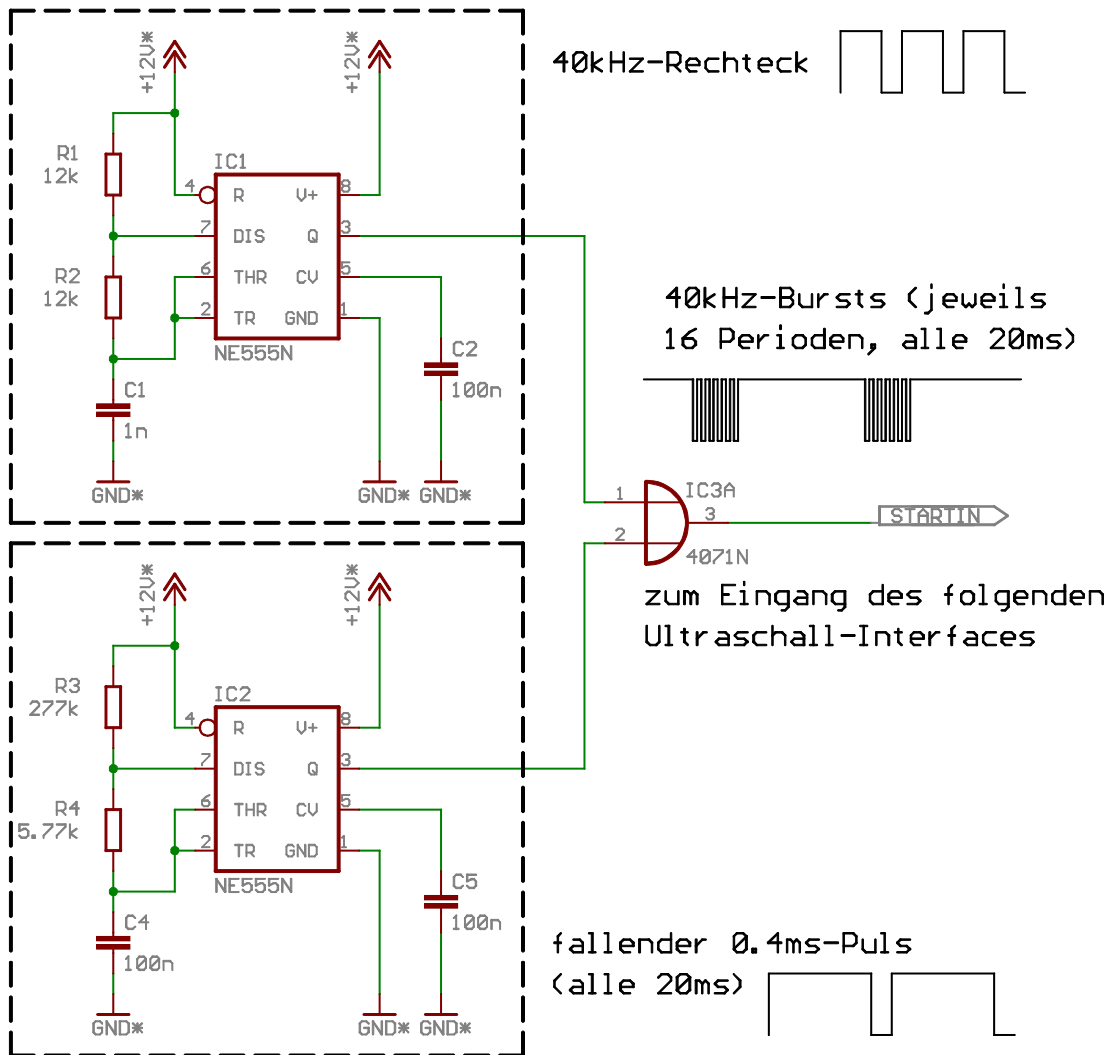 +12V*
+12V*
40kHz-Rechteck
R1
12k
IC1
4
R
V+
8
7
DIS
Q
3
R2
12k
6
THR
CV
5
2
TR
GND
1
NE555N
C1
1n
C2
100n
GND*
GND*
GND*
40kHz-Bursts (jeweils
16 Perioden, alle 20ms)
1
IC3A
3
STARTIN
2
4071N
zum Eingang des folgenden
Ultraschall-Interfaces
+12V*
+12V*
R3
277k
IC2
4
R
V+
8
7
DIS
Q
3
R4
5.77k
6
THR
CV
5
2
TR
GND
1
NE555N
C4
100n
C5
100n
GND*
GND*
GND*
fallender 0.4ms-Puls
(alle 20ms)